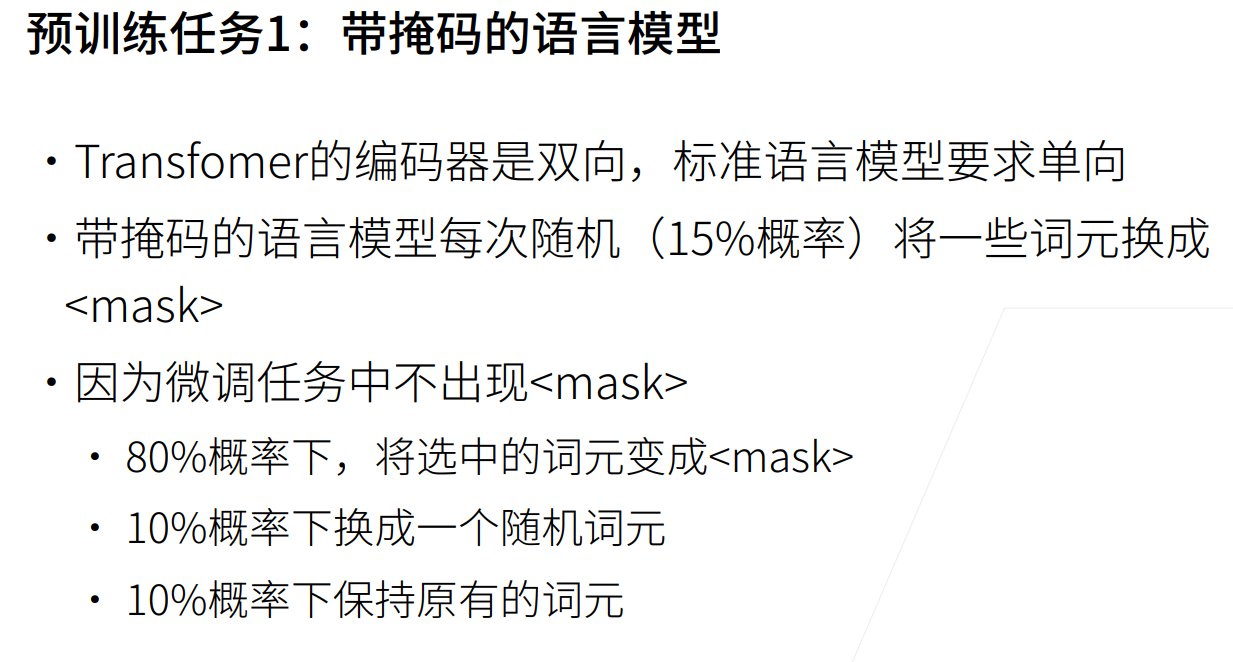 预训练任务1：带掩码的语言模型
• Transfomer的编码器是双向，标准语言模型要求单向
• 带掩码的语言模型每次随机（15%概率）将一些词元换成
<mask>
• 因为微调任务中不出现<mask>
• 80%概率下，将选中的词元变成<mask>
• 10%概率下换成一个随机词元
• 10%概率下保持原有的词元